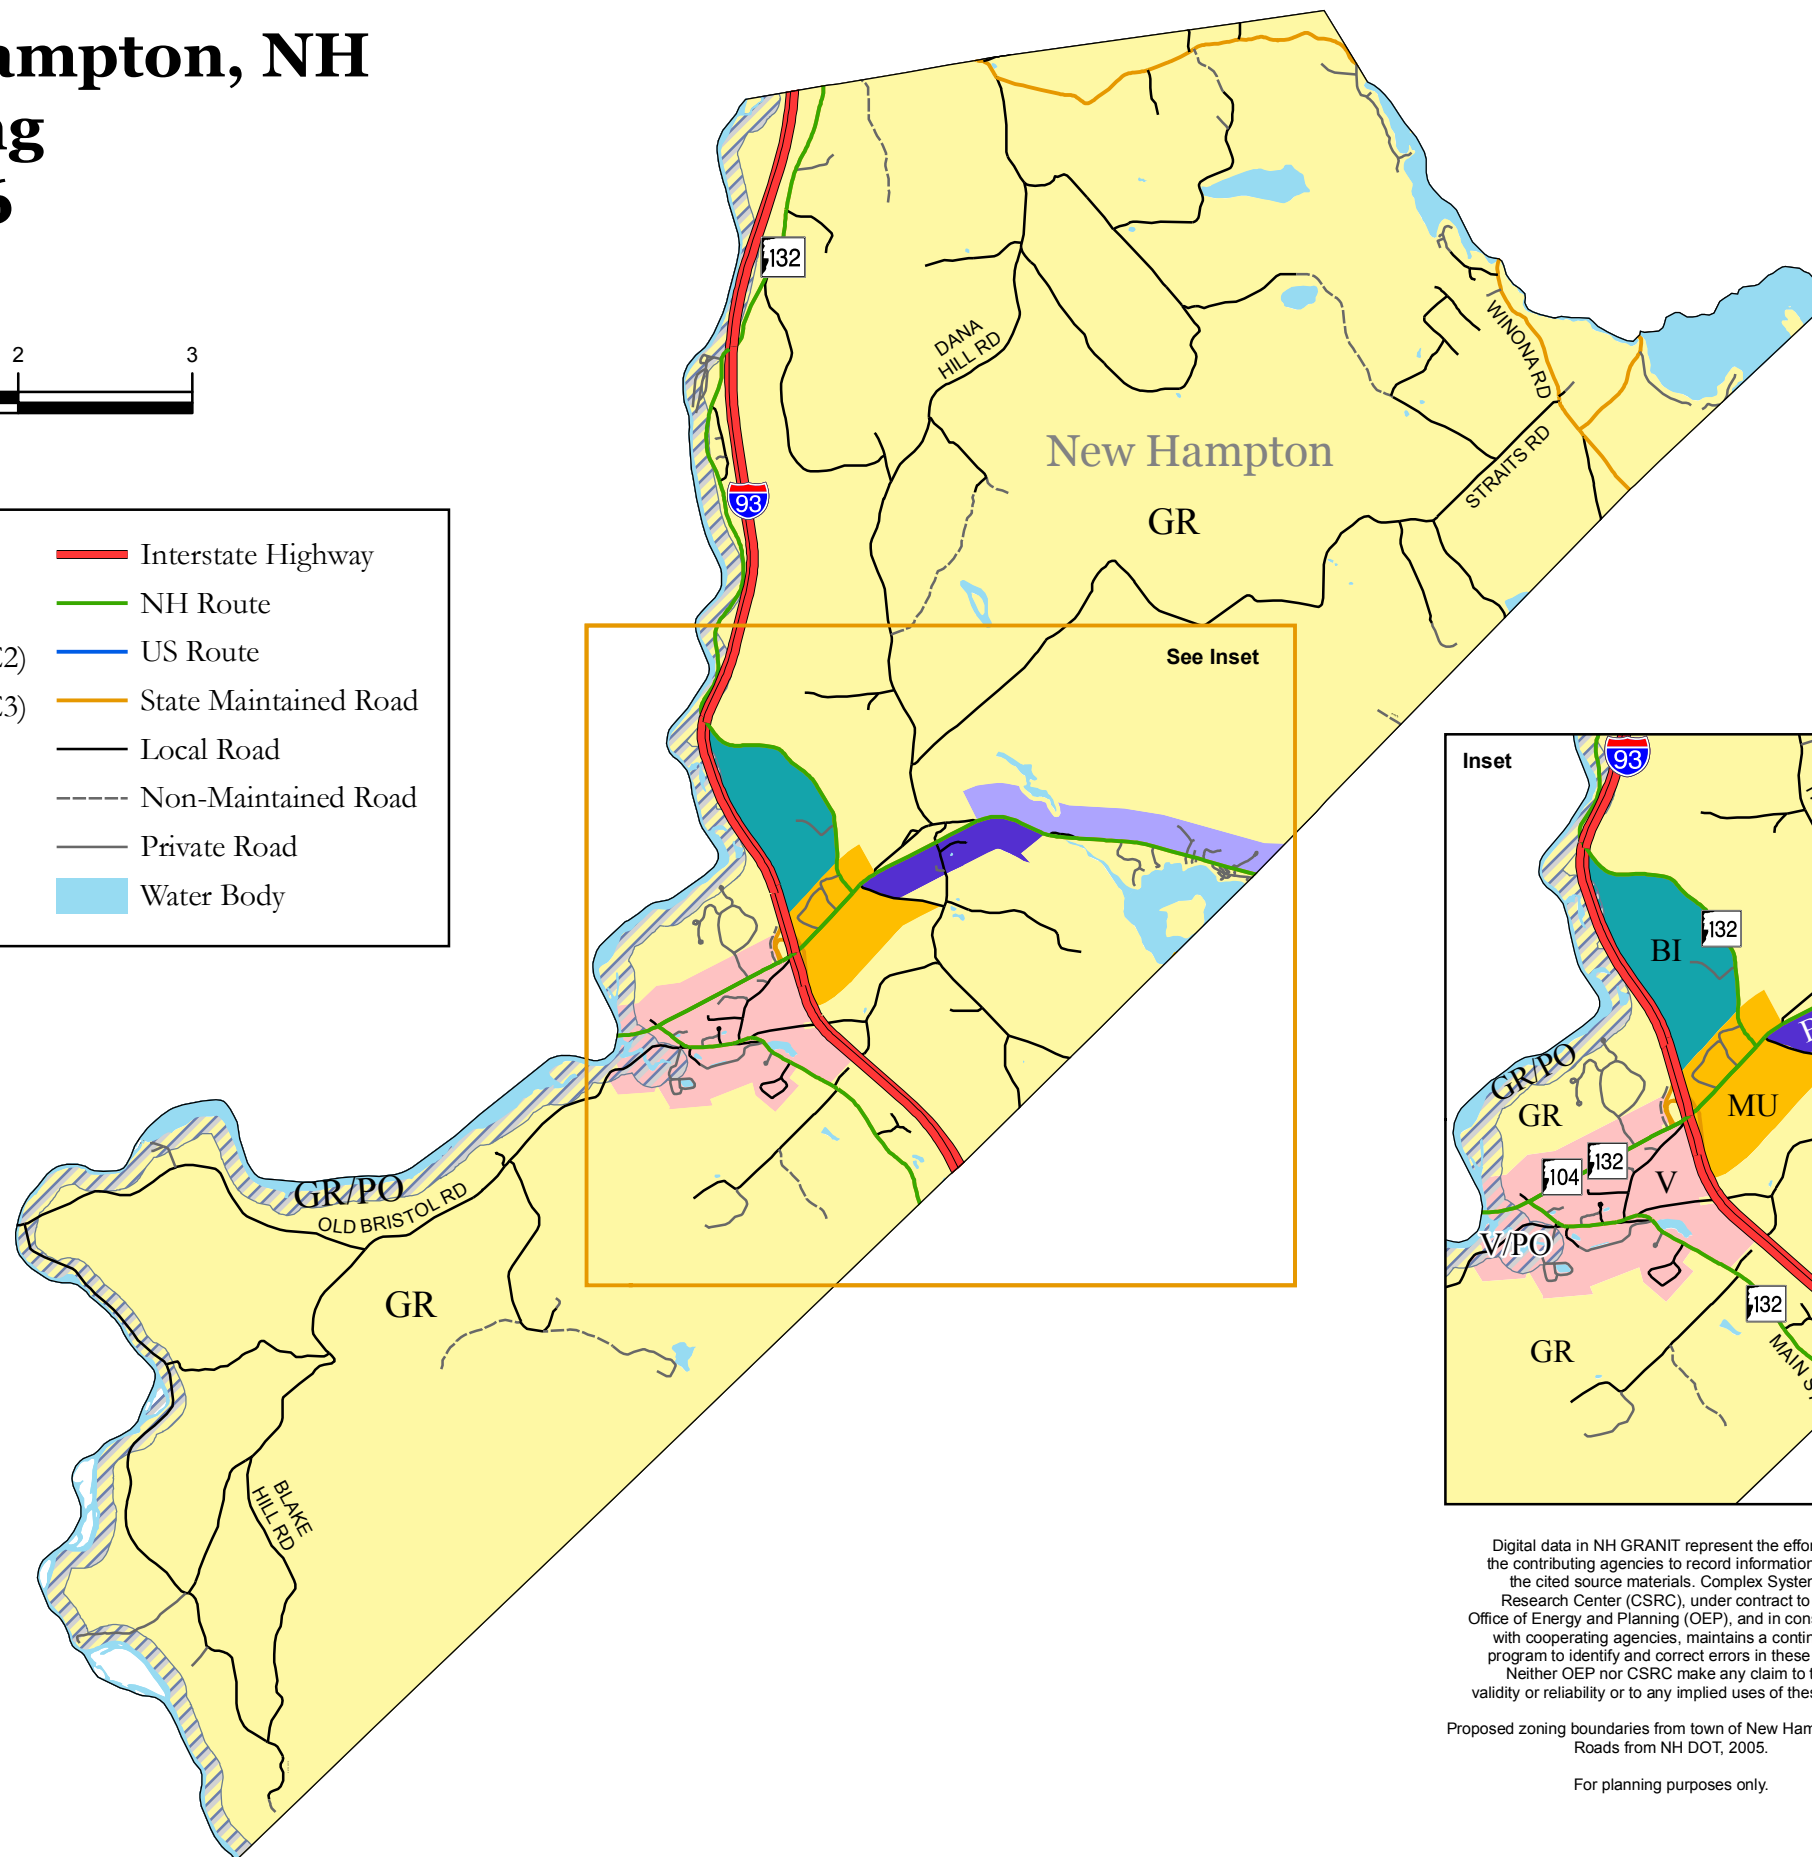 ampton, NH
ng
6
2 3
Interstate Highway
NH Route
US Route
2)
State Maintained Road
3)
Local Road
Non-Maintained Road
Private Road
Water Body
132
DANA
HILL RD
WINONA RD
New Hampton
STRAITS RD
93
GR
See Inset
GR/PO
OLD BRISTOL RD
GR
BLAKE
HILL RD
Inset
93
132
BI
GR/PO
GR
MU
132
104
V
V/PO
132
GR
MAIN S
Digital data in NH GRANIT represent the effor
the contributing agencies to record information
the cited source materials. Complex System
Research Center (CSRC), under contract to
Office of Energy and Planning (OEP), and in cons
with cooperating agencies, maintains a contin
program to identify and correct errors in these
Neither OEP nor CSRC make any claim to t
validity or reliability or to any implied uses of thes
Proposed zoning boundaries from town of New Ham
Roads from NH DOT, 2005.
For planning purposes only.